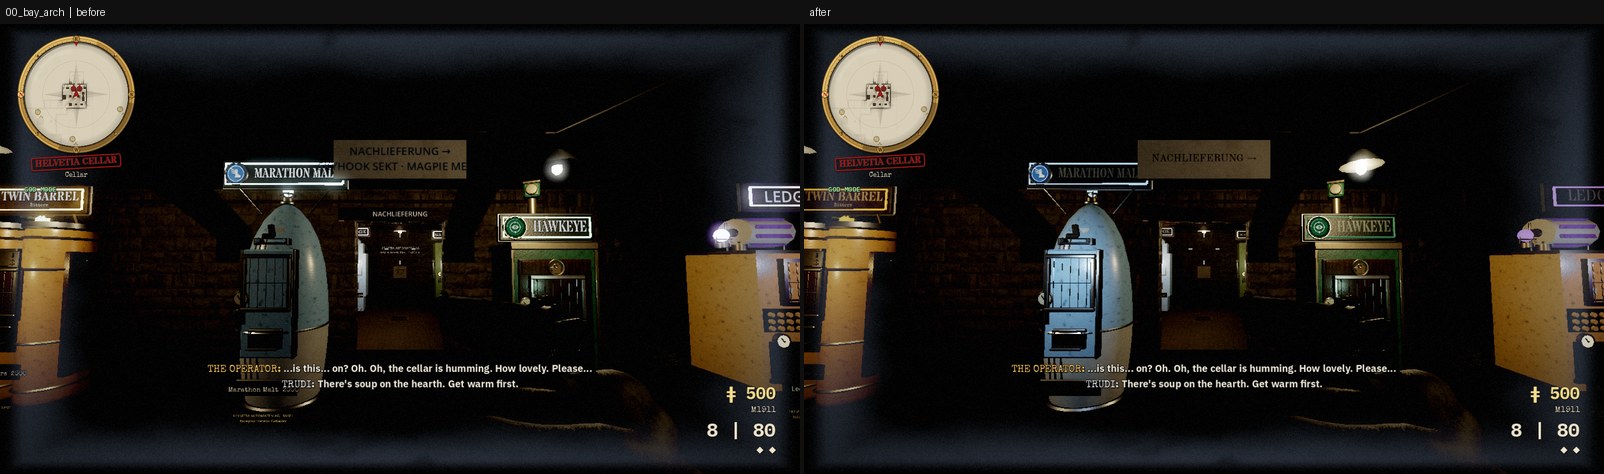 00_bay_arch | before
HELVETIA CELLAR
Cellar
GOD MODE
TWIN BARREL
MARATHON MAL
NACHLIEFERUNG →
HOOK SEKT · MAGPIE ME
NACHLIEFERUNG
HAWKEYE
LEDG
THE OPERATOR: ...is this... on? Oh. Oh, the cellar is humming. How lovely. Please...
TRUDI: There's soup on the hearth. Get warm first.
Marathon Malt
500
M1911
8 | 80
after
HELVETIA CELLAR
Cellar
GOD MODE
TWIN BARREL
MARATHON MAL
NACHLIEFERUNG →
HAWKEYE
LEDG
THE OPERATOR: ...is this... on? Oh. Oh, the cellar is humming. How lovely. Please...
TRUDI: There's soup on the hearth. Get warm first.
500
M1911
8 | 80